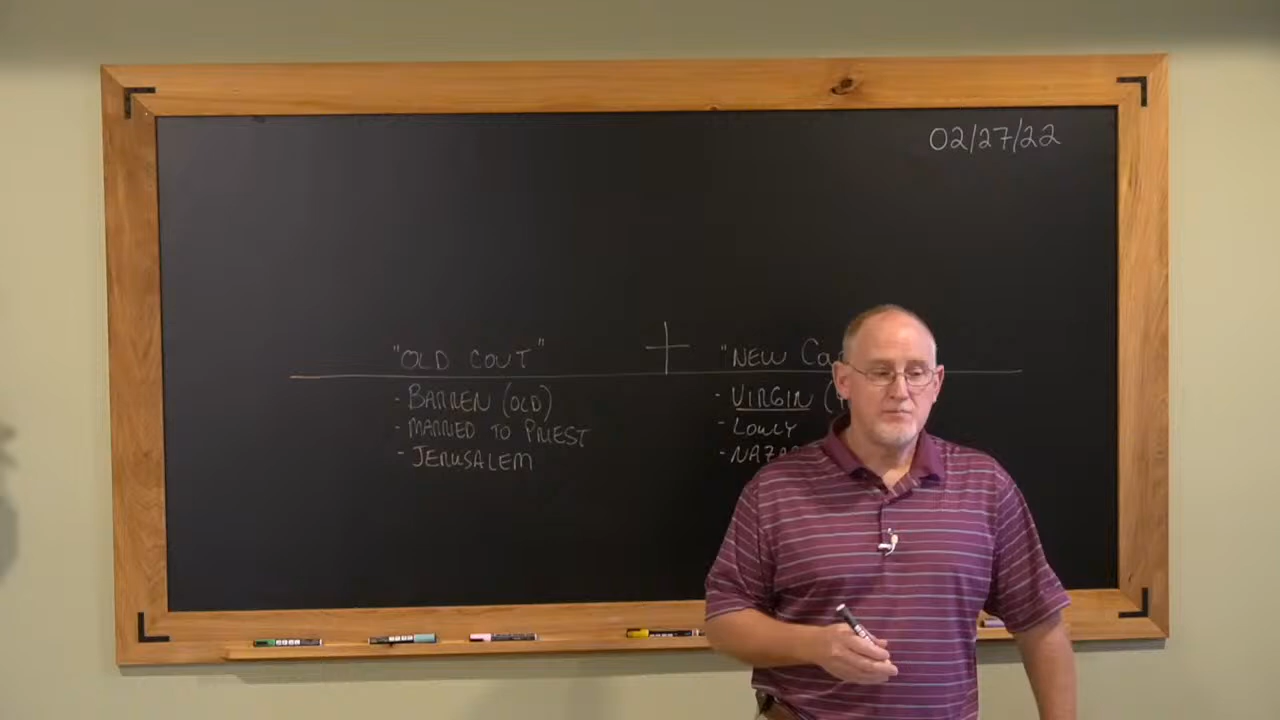 02/27/22
"OLD COVT"
"NEW
- BARREN (OLD)
- MARRIED TO PRIEST
- JERUSALEM
- VIRGIN (
- LOWLY